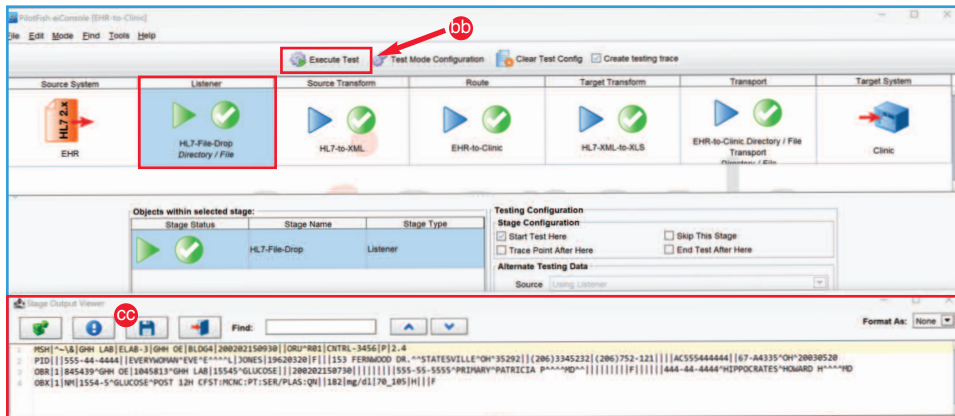 PilotFish eiConsole [EHR-to-Clinic]
File Edit Mode Find Tools Help
bb
Execute Test Test Mode Configuration Clear Test Config Create testing trace
Source System Listener Source Transform Route Target Transform Transport Target System
HL7 2.x
EHR
HL7-File-Drop
Directory / File
HL7-to-XML
EHR-to-Clinic
HL7-XML-to-XLS
EHR-to-Clinic Directory / File
Transport
Directory / File
Clinic
Objects within selected stage:
Stage Status Stage Name Stage Type
HL7-File-Drop Listener
Testing Configuration
Stage Configuration
Start Test Here Skip This Stage
Trace Point After Here End Test After Here
Alternate Testing Data
Source Using Listener
Stage Output Viewer
cc
Find: Format As: None
1 MSH|^~\&|GHH LAB|ELAB-3|GHH OE|BLDG4|200202150930||ORU^R01|CNTRL-3456|P|2.4
2 PID|||555-44-4444||EVERYWOMAN^EVE^E^^^^L|JONES|19620320|F|||153 FERNWOOD DR.^^STATESVILLE^OH^35292||(206)3345232|(206)752-121||||AC555444444||67-A4335^OH^20030520
3 OBR|1|845439^GHH OE|1045813^GHH LAB|15545^GLUCOSE|||200202150730|||||||||555-55-5555^PRIMARY^PATRICIA P^^^^MD^^|||||||||F||||||444-44-4444^HIPPOCRATES^HOWARD H^^^^MD
4 OBX|1|NM|1554-5^GLUCOSE^POST 12H CFST:MCNC:PT:SER/PLAS:QN||182|mg/dl|70_105|H|||F